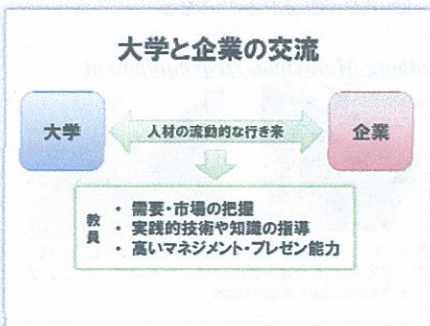 大学と企業の交流
大学
人材の流動的な行き来
企業
教員
・ 需要・市場の把握
・ 実践的技術や知識の指導
・ 高いマネジメント・プレゼン能力